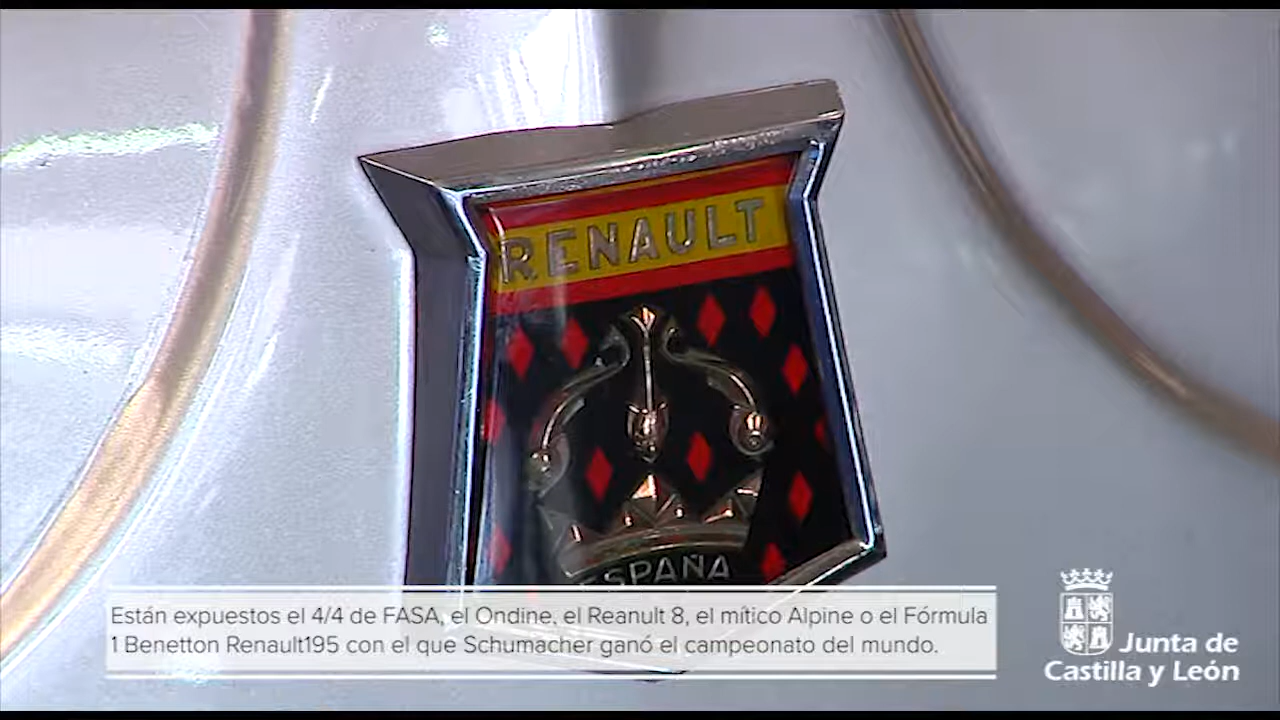 RENAULT
ESPAÑA
Están expuestos el 4/4 de FASA, el Ondine, el Reanult 8, el mítico Alpine o el Fórmula
1 Benetton Renault195 con el que Schumacher ganó el campeonato del mundo.
Junta de
Castilla y León